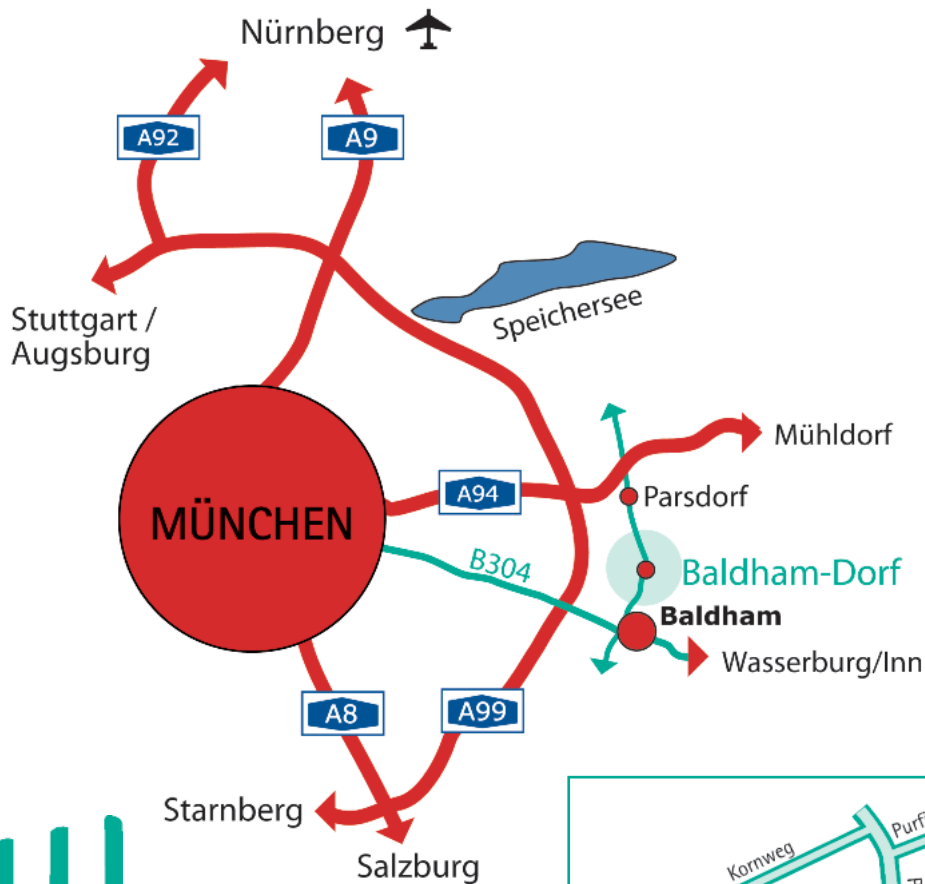 Nürnberg
A92
A9
Stuttgart /
Augsburg
Speichersee
Mühldorf
A94
Parsdorf
MÜNCHEN
B304
Baldham-Dorf
Baldham
Wasserburg/Inn
A8
A99
Starnberg
Salzburg
Kornweg